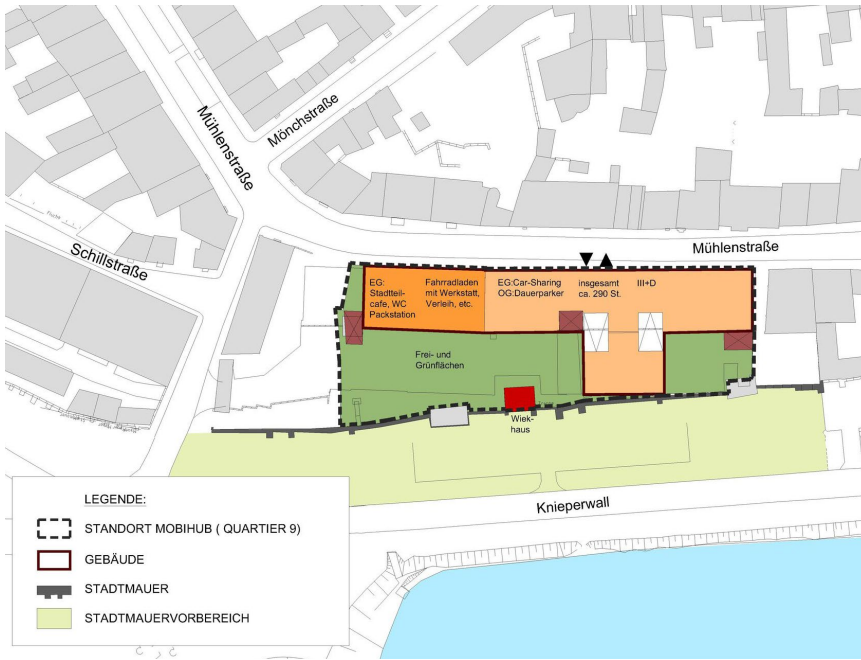 Mühlenstraße
Mönchstraße
Schillstraße
Mühlenstraße
EG:
Stadtteil-
cafe, WC
Packstation
Fahrradladen
mit Werkstatt,
Verleih, etc.
EG:Car-Sharing
OG:Dauerparker
insgesamt
ca. 290 St.
III+D
Frei- und
Grünflächen
Wiek-
haus
Knieperwall
LEGENDE:
STANDORT MOBIHUB ( QUARTIER 9)
GEBÄUDE
STADTMAUER
STADTMAUERVORBEREICH